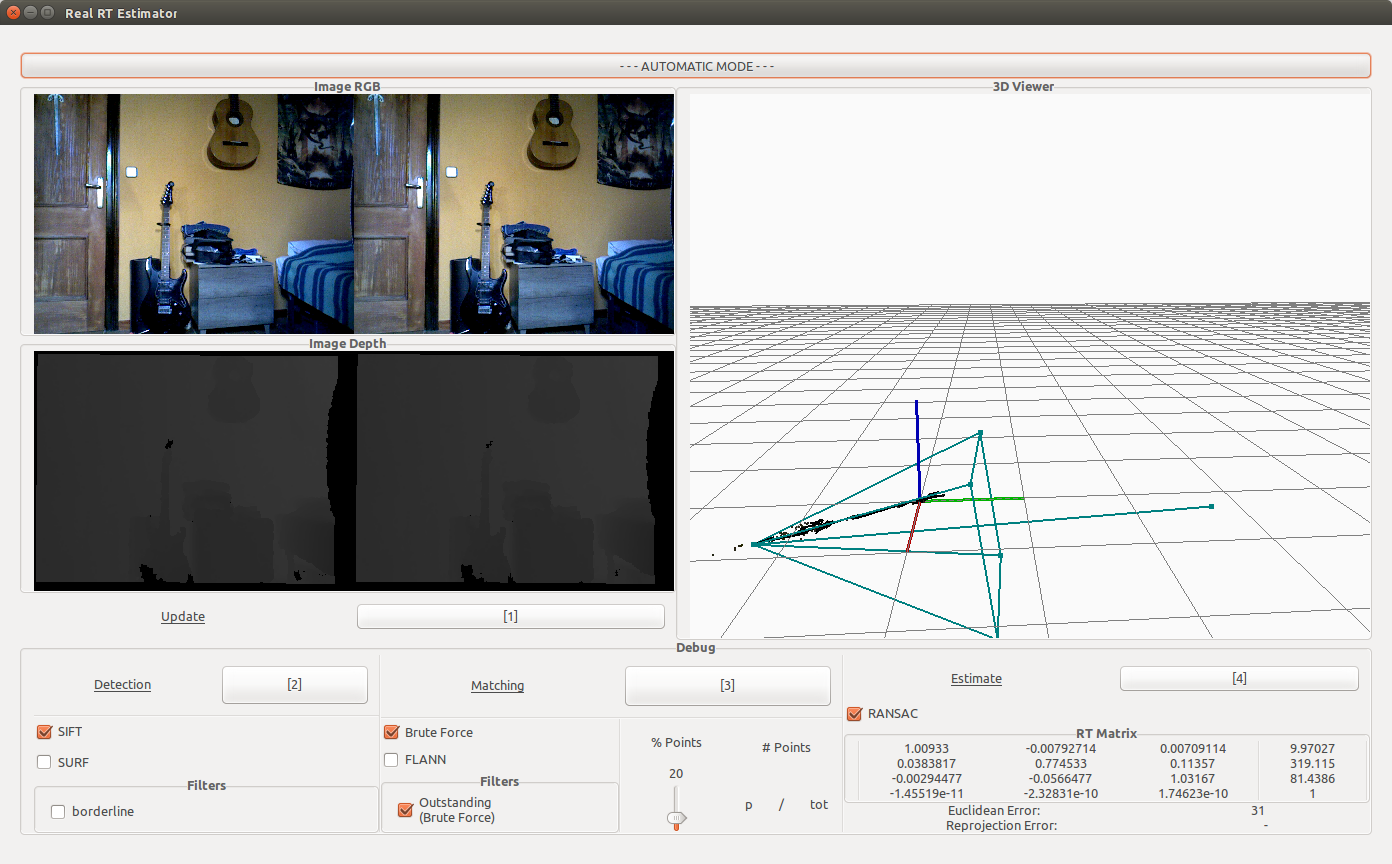 Real RT Estimator
- - - AUTOMATIC MODE - - -
Image RGB
3D Viewer
Image Depth
Update
[1]
Debug
Detection
[2]
Matching
[3]
Estimate
[4]
SIFT
SURF
Filters
borderline
Brute Force
FLANN
Filters
Outstanding
(Brute Force)
% Points
20
# Points
p / tot
RANSAC
RT Matrix
1.00933 -0.00792714 0.00709114 9.97027
0.0383817 0.774533 0.11357 319.115
-0.00294477 -0.0566477 1.03167 81.4386
-1.45519e-11 -2.32831e-10 1.74623e-10 1
Euclidean Error: 31
Reprojection Error: -